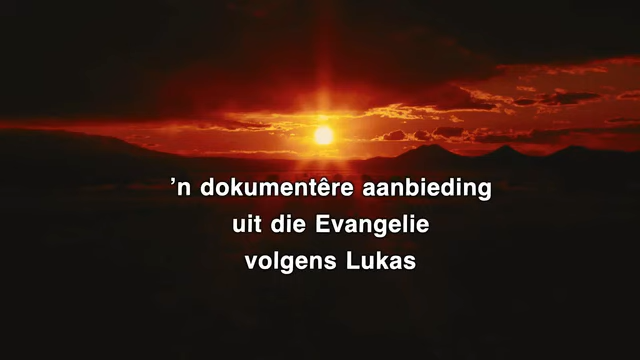 ’n dokumentêre aanbieding
uit die Evangelie
volgens Lukas